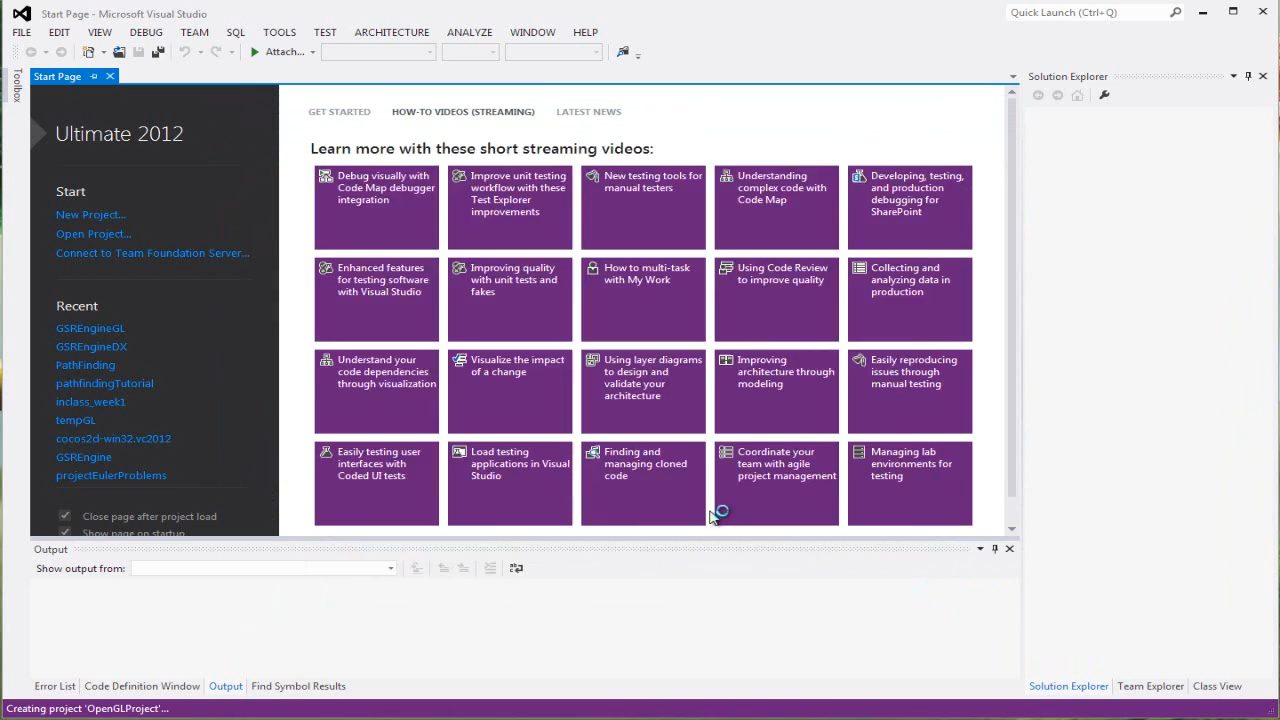 Start Page - Microsoft Visual Studio
Quick Launch (Ctrl+Q)
FILE EDIT VIEW DEBUG TEAM SQL TOOLS TEST ARCHITECTURE ANALYZE WINDOW HELP
Attach...
Toolbox
Start Page
Solution Explorer
Ultimate 2012
Start
New Project...
Open Project...
Connect to Team Foundation Server...
Recent
GSREngineGL
GSREngineDX
PathFinding
pathfindingTutorial
inclass_week1
tempGL
cocos2d-win32.vc2012
GSREngine
projectEulerProblems
Close page after project load
Show page on startup
GET STARTED HOW-TO VIDEOS (STREAMING) LATEST NEWS
Learn more with these short streaming videos:
Debug visually with
Code Map debugger
integration
Improve unit testing
workflow with these
Test Explorer
improvements
New testing tools for
manual testers
Understanding
complex code with
Code Map
Developing, testing,
and production
debugging for
SharePoint
Enhanced features
for testing software
with Visual Studio
Improving quality
with unit tests and
fakes
How to multi-task
with My Work
Using Code Review
to improve quality
Collecting and
analyzing data in
production
Understand your
code dependencies
through visualization
Visualize the impact
of a change
Using layer diagrams
to design and
validate your
architecture
Improving
architecture through
modeling
Easily reproducing
issues through
manual testing
Easily testing user
interfaces with
Coded UI tests
Load testing
applications in Visual
Studio
Finding and
managing cloned
code
Coordinate your
team with agile
project management
Managing lab
environments for
testing
Output
Show output from:
Error List Code Definition Window Output Find Symbol Results
Solution Explorer Team Explorer Class View
Creating project 'OpenGLProject'...